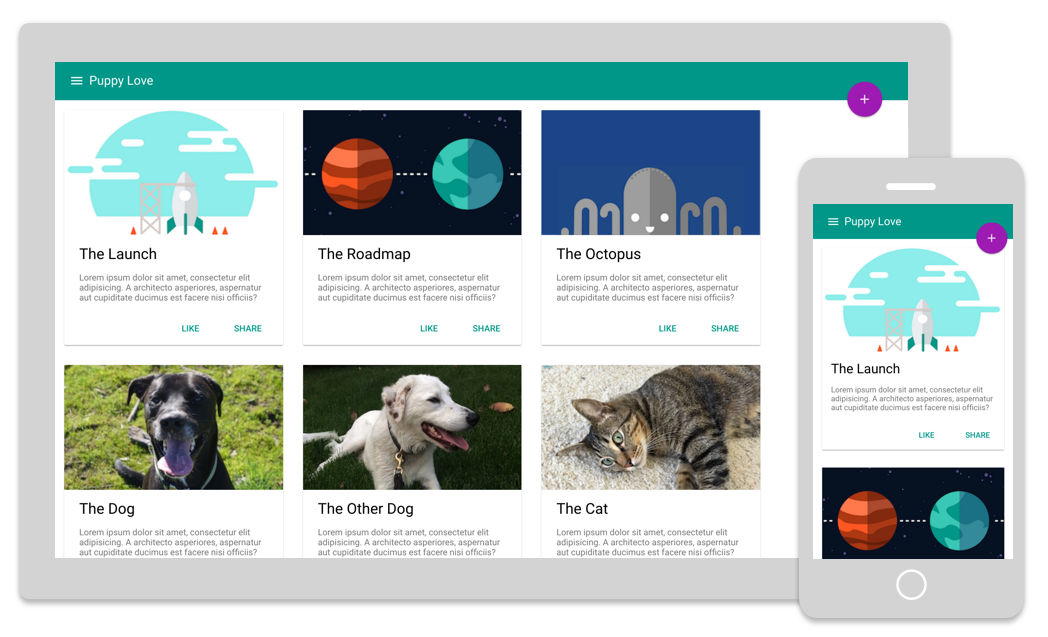 Puppy Love
+
The Launch
Lorem ipsum dolor sit amet, consectetur elit
adipisicing. A architecto asperiores, aspernatur
aut cupiditate ducimus est facere nisi officiis?
LIKE SHARE
The Roadmap
Lorem ipsum dolor sit amet, consectetur elit
adipisicing. A architecto asperiores, aspernatur
aut cupiditate ducimus est facere nisi officiis?
LIKE SHARE
The Octopus
Lorem ipsum dolor sit amet, consectetur elit
adipisicing. A architecto asperiores, aspernatur
aut cupiditate ducimus est facere nisi officiis?
LIKE SHARE
The Dog
Lorem ipsum dolor sit amet, consectetur elit
adipisicing. A architecto asperiores, aspernatur
aut cupiditate ducimus est facere nisi officiis?
The Other Dog
Lorem ipsum dolor sit amet, consectetur elit
adipisicing. A architecto asperiores, aspernatur
aut cupiditate ducimus est facere nisi officiis?
The Cat
Lorem ipsum dolor sit amet, consectetur elit
adipisicing. A architecto asperiores, aspernatur
aut cupiditate ducimus est facere nisi officiis?
Puppy Love
+
The Launch
Lorem ipsum dolor sit amet, consectetur elit
adipisicing. A architecto asperiores, aspernatur
aut cupiditate ducimus est facere nisi officiis?
LIKE SHARE